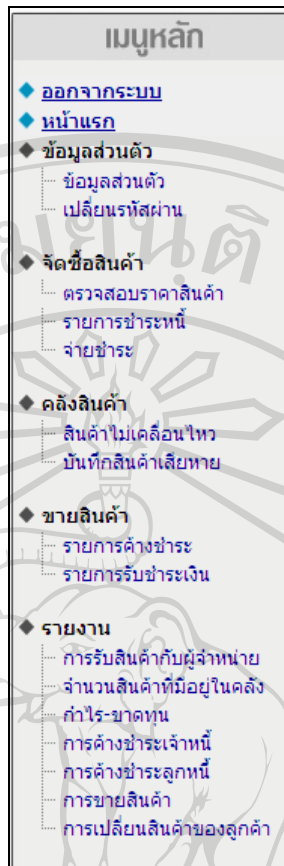 เมนูหลัก
ออกจากระบบ
หน้าแรก
ข้อมูลส่วนตัว
ข้อมูลส่วนตัว
เปลี่ยนรหัสผ่าน
จัดซื้อสินค้า
ตรวจสอบราคาสินค้า
รายการชำระหนี้
จ่ายชำระ
คลังสินค้า
สินค้าไม่เคลื่อนไหว
บันทึกสินค้าเสียหาย
ขายสินค้า
รายการค้างชำระ
รายการรับชำระเงิน
รายงาน
การรับสินค้ากับผู้จำหน่าย
จำนวนสินค้าที่มีอยู่ในคลัง
กำไร-ขาดทุน
การค้างชำระเจ้าหนี้
การค้างชำระลูกหนี้
การขายสินค้า
การเปลี่ยนสินค้าของลูกค้า